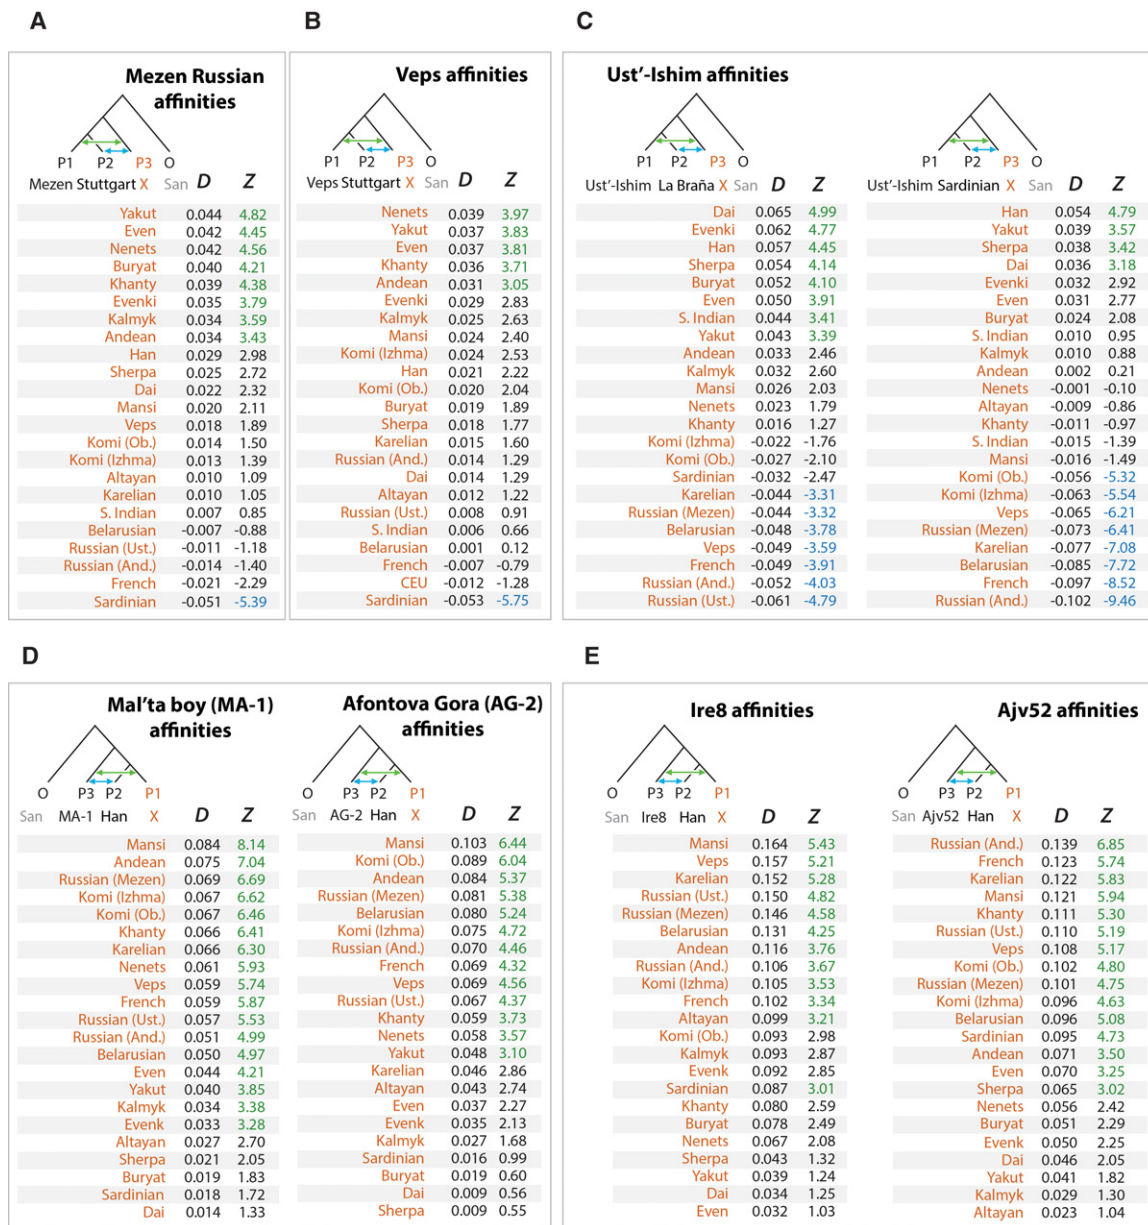 A
Mezen Russian
affinities
P1 P2 P3 O
Mezen Stuttgart X San D Z
Yakut 0.044 4.82
Even 0.042 4.45
Nenets 0.042 4.56
Buryat 0.040 4.21
Khanty 0.039 4.38
Evenki 0.035 3.79
Kalmyk 0.034 3.59
Andean 0.034 3.43
Han 0.029 2.98
Sherpa 0.025 2.72
Dai 0.022 2.32
Mansi 0.020 2.11
Veps 0.018 1.89
Komi (Ob.) 0.014 1.50
Komi (Izhma) 0.013 1.39
Altayan 0.010 1.09
Karelian 0.010 1.05
S. Indian 0.007 0.85
Belarusian -0.007 -0.88
Russian (Ust.) -0.011 -1.18
Russian (And.) -0.014 -1.40
French -0.021 -2.29
Sardinian -0.051 -5.39
B
Veps affinities
P1 P2 P3 O
Veps Stuttgart X San D Z
Nenets 0.039 3.97
Yakut 0.037 3.83
Even 0.037 3.81
Khanty 0.036 3.71
Andean 0.031 3.05
Evenki 0.029 2.83
Kalmyk 0.025 2.63
Mansi 0.024 2.40
Komi (Izhma) 0.024 2.53
Han 0.021 2.22
Komi (Ob.) 0.020 2.04
Buryat 0.019 1.89
Sherpa 0.018 1.77
Karelian 0.015 1.60
Russian (And.) 0.014 1.29
Dai 0.014 1.29
Altayan 0.012 1.22
Russian (Ust.) 0.008 0.91
S. Indian 0.006 0.66
Belarusian 0.001 0.12
French -0.007 -0.79
CEU -0.012 -1.28
Sardinian -0.053 -5.75
C
Ust'-Ishim affinities
P1 P2 P3 O
Ust'-Ishim La Braña X San D Z
Dai 0.065 4.99
Evenki 0.062 4.77
Han 0.057 4.45
Sherpa 0.054 4.14
Buryat 0.052 4.10
Even 0.050 3.91
S. Indian 0.044 3.41
Yakut 0.043 3.39
Andean 0.033 2.46
Kalmyk 0.032 2.60
Mansi 0.026 2.03
Nenets 0.023 1.79
Khanty 0.016 1.27
Komi (Izhma) -0.022 -1.76
Komi (Ob.) -0.027 -2.10
Sardinian -0.032 -2.47
Karelian -0.044 -3.31
Russian (Mezen) -0.044 -3.32
Belarusian -0.048 -3.78
Veps -0.049 -3.59
French -0.049 -3.91
Russian (And.) -0.052 -4.03
Russian (Ust.) -0.061 -4.79
P1 P2 P3 O
Ust'-Ishim Sardinian X San D Z
Han 0.054 4.79
Yakut 0.039 3.57
Sherpa 0.038 3.42
Dai 0.036 3.18
Evenki 0.032 2.92
Even 0.031 2.77
Buryat 0.024 2.08
S. Indian 0.010 0.95
Kalmyk 0.010 0.88
Andean 0.002 0.21
Nenets -0.001 -0.10
Altayan -0.009 -0.86
Khanty -0.011 -0.97
S. Indian -0.015 -1.39
Mansi -0.016 -1.49
Komi (Ob.) -0.056 -5.32
Komi (Izhma) -0.063 -5.54
Veps -0.065 -6.21
Russian (Mezen) -0.073 -6.41
Karelian -0.077 -7.08
Belarusian -0.085 -7.72
French -0.097 -8.52
Russian (And.) -0.102 -9.46
D
Mal'ta boy (MA-1)
affinities
O P3 P2 P1
San MA-1 Han X D Z
Mansi 0.084 8.14
Andean 0.075 7.04
Russian (Mezen) 0.069 6.69
Komi (Izhma) 0.067 6.62
Komi (Ob.) 0.067 6.46
Khanty 0.066 6.41
Karelian 0.066 6.30
Nenets 0.061 5.93
Veps 0.059 5.74
French 0.059 5.87
Russian (Ust.) 0.057 5.53
Russian (And.) 0.051 4.99
Belarusian 0.050 4.97
Even 0.044 4.21
Yakut 0.040 3.85
Kalmyk 0.034 3.38
Evenk 0.033 3.28
Altayan 0.027 2.70
Sherpa 0.021 2.05
Buryat 0.019 1.83
Sardinian 0.018 1.72
Dai 0.014 1.33
Afontova Gora (AG-2)
affinities
O P3 P2 P1
San AG-2 Han X D Z
Mansi 0.103 6.44
Komi (Ob.) 0.089 6.04
Andean 0.084 5.37
Russian (Mezen) 0.081 5.38
Belarusian 0.080 5.24
Komi (Izhma) 0.075 4.72
Russian (And.) 0.070 4.46
French 0.069 4.32
Veps 0.069 4.56
Russian (Ust.) 0.067 4.37
Khanty 0.059 3.73
Nenets 0.058 3.57
Yakut 0.048 3.10
Karelian 0.046 2.86
Altayan 0.043 2.74
Even 0.037 2.27
Evenk 0.035 2.13
Kalmyk 0.027 1.68
Sardinian 0.016 0.99
Buryat 0.019 0.60
Dai 0.009 0.56
Sherpa 0.009 0.55
E
Ire8 affinities
O P3 P2 P1
San Ire8 Han X D Z
Mansi 0.164 5.43
Veps 0.157 5.21
Karelian 0.152 5.28
Russian (Ust.) 0.150 4.82
Russian (Mezen) 0.146 4.58
Belarusian 0.131 4.25
Andean 0.116 3.76
Russian (And.) 0.106 3.67
Komi (Izhma) 0.105 3.53
French 0.102 3.34
Altayan 0.099 3.21
Komi (Ob.) 0.093 2.98
Kalmyk 0.093 2.87
Evenk 0.092 2.85
Sardinian 0.087 3.01
Khanty 0.080 2.59
Buryat 0.078 2.49
Nenets 0.067 2.08
Sherpa 0.043 1.32
Yakut 0.039 1.24
Dai 0.034 1.25
Even 0.032 1.03
Ajv52 affinities
O P3 P2 P1
San Ajv52 Han X D Z
Russian (And.) 0.139 6.85
French 0.123 5.74
Karelian 0.122 5.83
Mansi 0.121 5.94
Khanty 0.111 5.30
Russian (Ust.) 0.110 5.19
Veps 0.108 5.17
Komi (Ob.) 0.102 4.80
Russian (Mezen) 0.101 4.75
Komi (Izhma) 0.096 4.63
Belarusian 0.096 5.08
Sardinian 0.095 4.73
Andean 0.071 3.50
Even 0.070 3.25
Sherpa 0.065 3.02
Nenets 0.056 2.42
Buryat 0.051 2.29
Evenk 0.050 2.25
Dai 0.046 2.05
Yakut 0.041 1.82
Kalmyk 0.029 1.30
Altayan 0.023 1.04